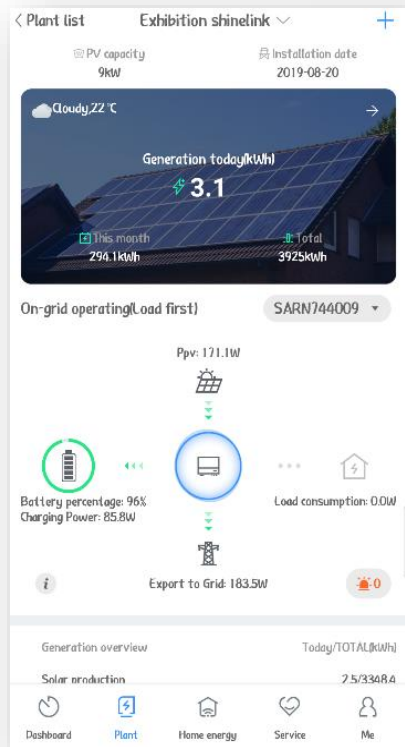 Plant list
Exhibition shinelink
PV capacity
9kW
Installation date
2019-08-20
Cloudy,22 °C
Generation today(kWh)
3.1
This month
294.1kWh
Total
3925kWh
On-grid operating(Load first)
SARN744009
Ppv: 171.1W
Battery percentage: 96%
Charging Power: 85.8W
Load consumption: 0.0W
Export to Grid: 183.5W
i
0
Generation overview
Today/TOTAL(kWh)
Solar production
2.5/3348.4
Dashboard
Plant
Home energy
Service
Me